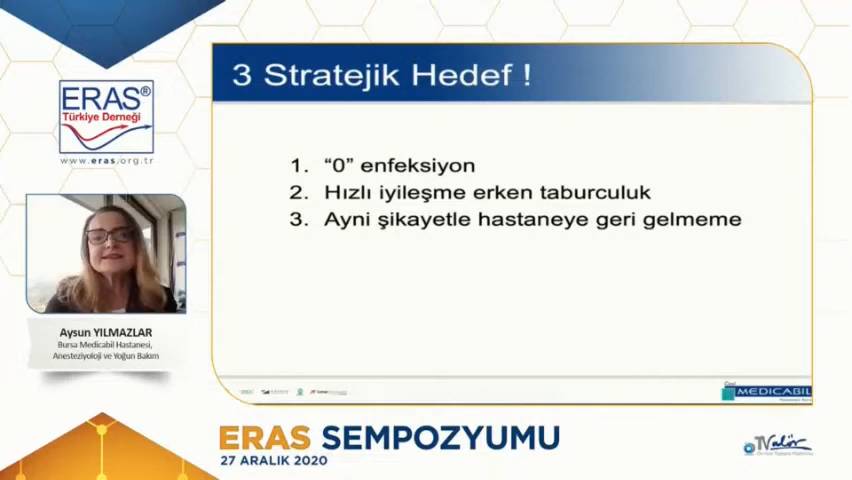 ERAS®
Türkiye Derneği
www.eras.org.tr
3 Stratejik Hedef !
1. "0" enfeksiyon
2. Hızlı iyileşme erken taburculuk
3. Ayni şikayetle hastaneye geri gelmeme
Aysun YILMAZLAR
Bursa Medicabil Hastanesi,
Anesteziyoloji ve Yoğun Bakım
Özel
MEDICABIL
ERAS SEMPOZYUMU
27 ARALIK 2020
TValör